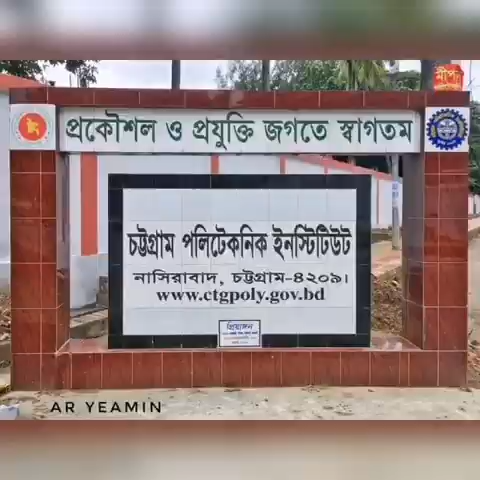 প্রকৌশল ও প্রযুক্তি জগতে স্বাগতম
চট্টগ্রাম পলিটেকনিক ইনস্টিটিউট
নাসিরাবাদ, চট্টগ্রাম-৪২০৯।
www.ctgpoly.gov.bd
AR YEAMIN